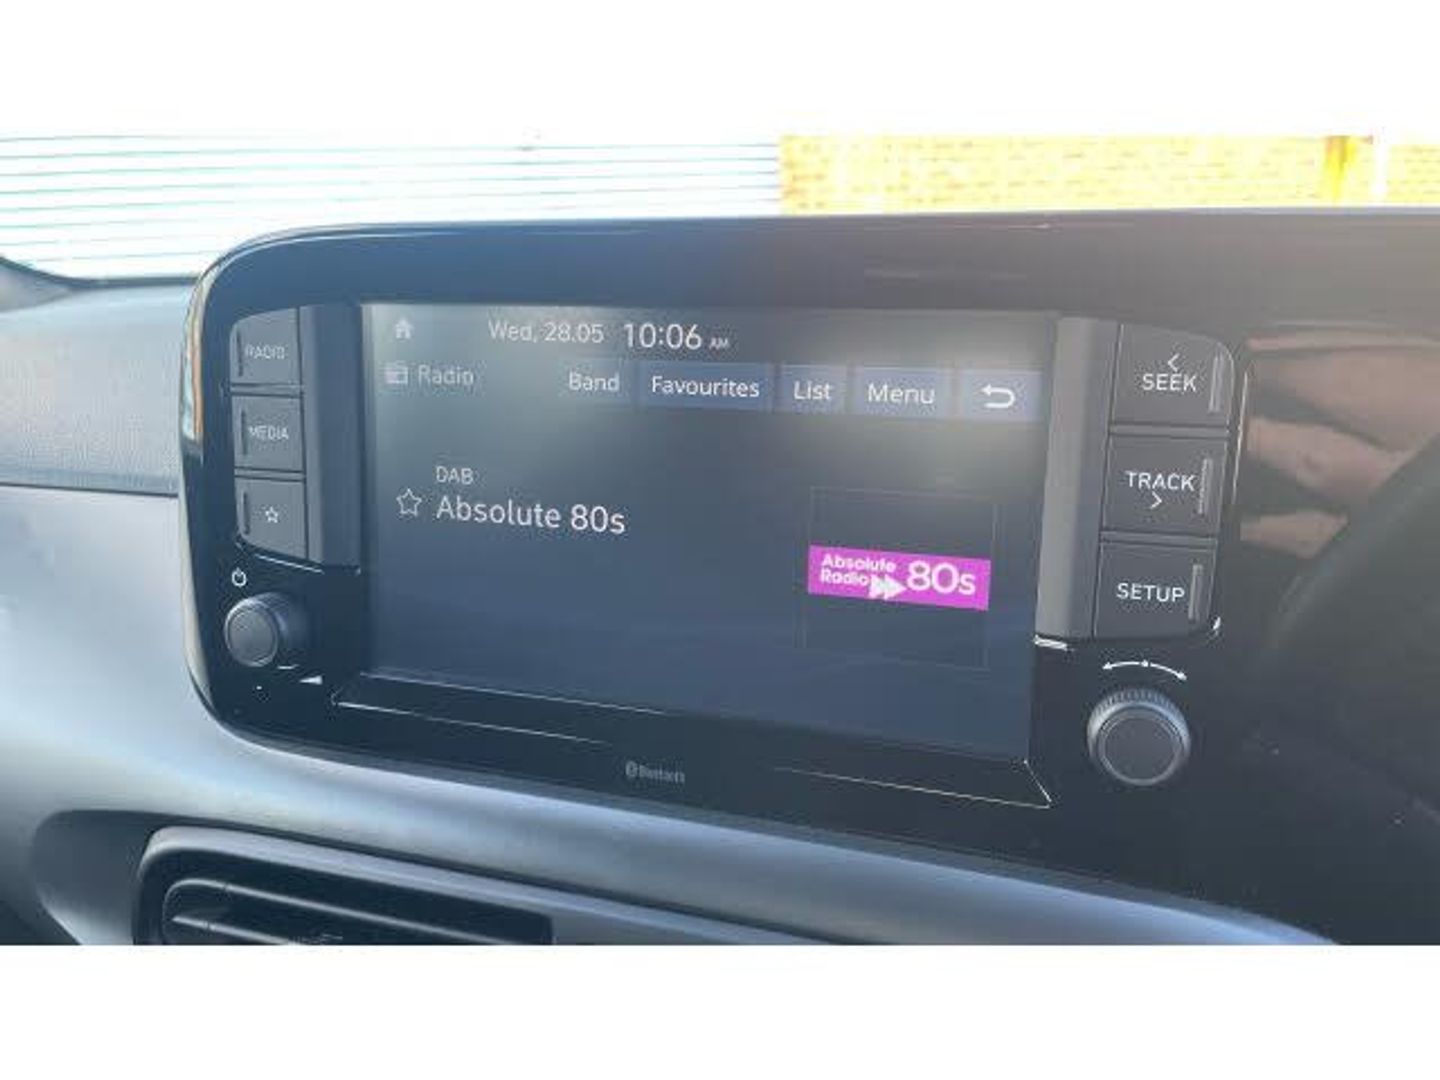 Wed, 28.05 10:06 AM
Radio Band Favourites List Menu
DAB
Absolute 80s
Absolute
Radio 80s
RADIO
MEDIA
SEEK
TRACK
SETUP
Bluetooth